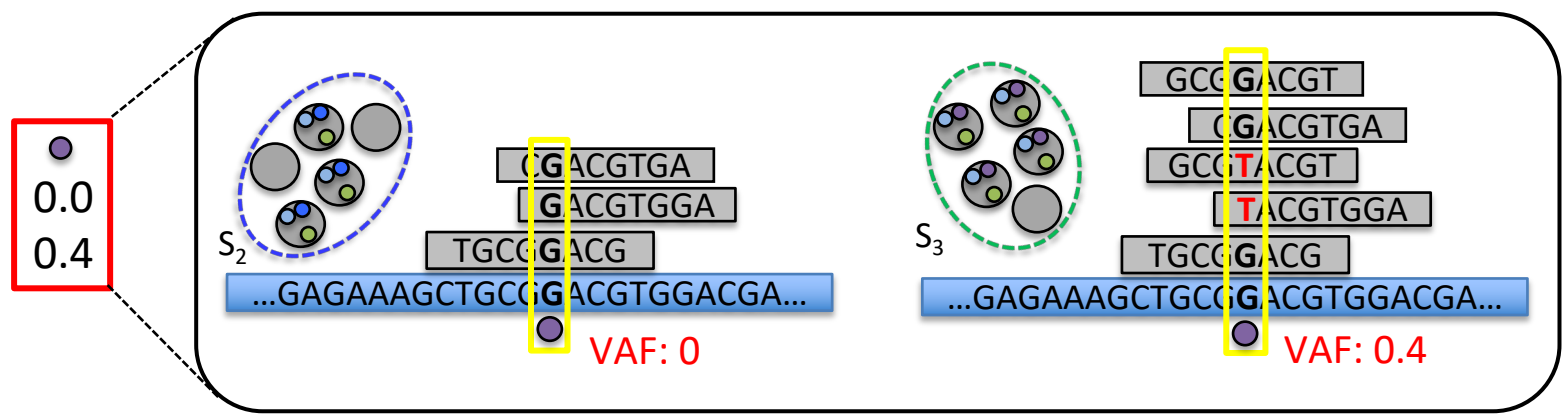 0.0
0.4
S2
CGACGTGA
GACGTGGA
TGCGGACG
...GAGAAAGCTGCGGACGTGGACGA...
VAF: 0
S3
GCGGACGT
CGACGTGA
GCGTACGT
TACGTGGA
TGCGGACG
...GAGAAAGCTGCGGACGTGGACGA...
VAF: 0.4